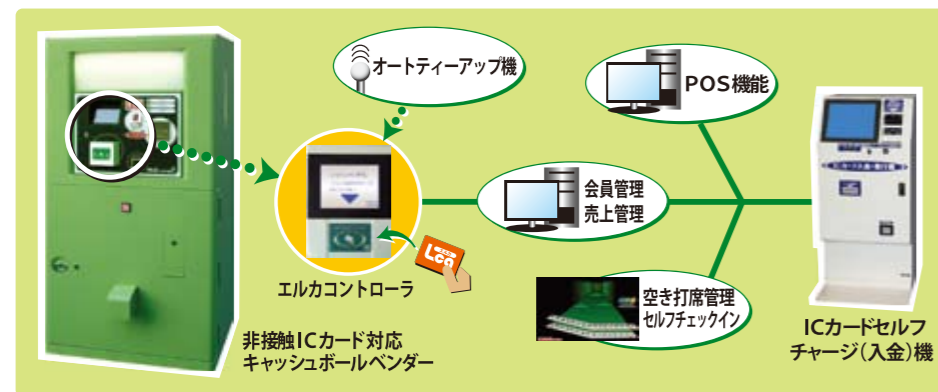 オートティーアップ機
POS機能
会員管理
売上管理
Lca
エルカコントローラ
空き打席管理
セルフチェックイン
非接触ICカード対応
キャッシュボールベンダー
ICカードセルフ
チャージ(入金)機